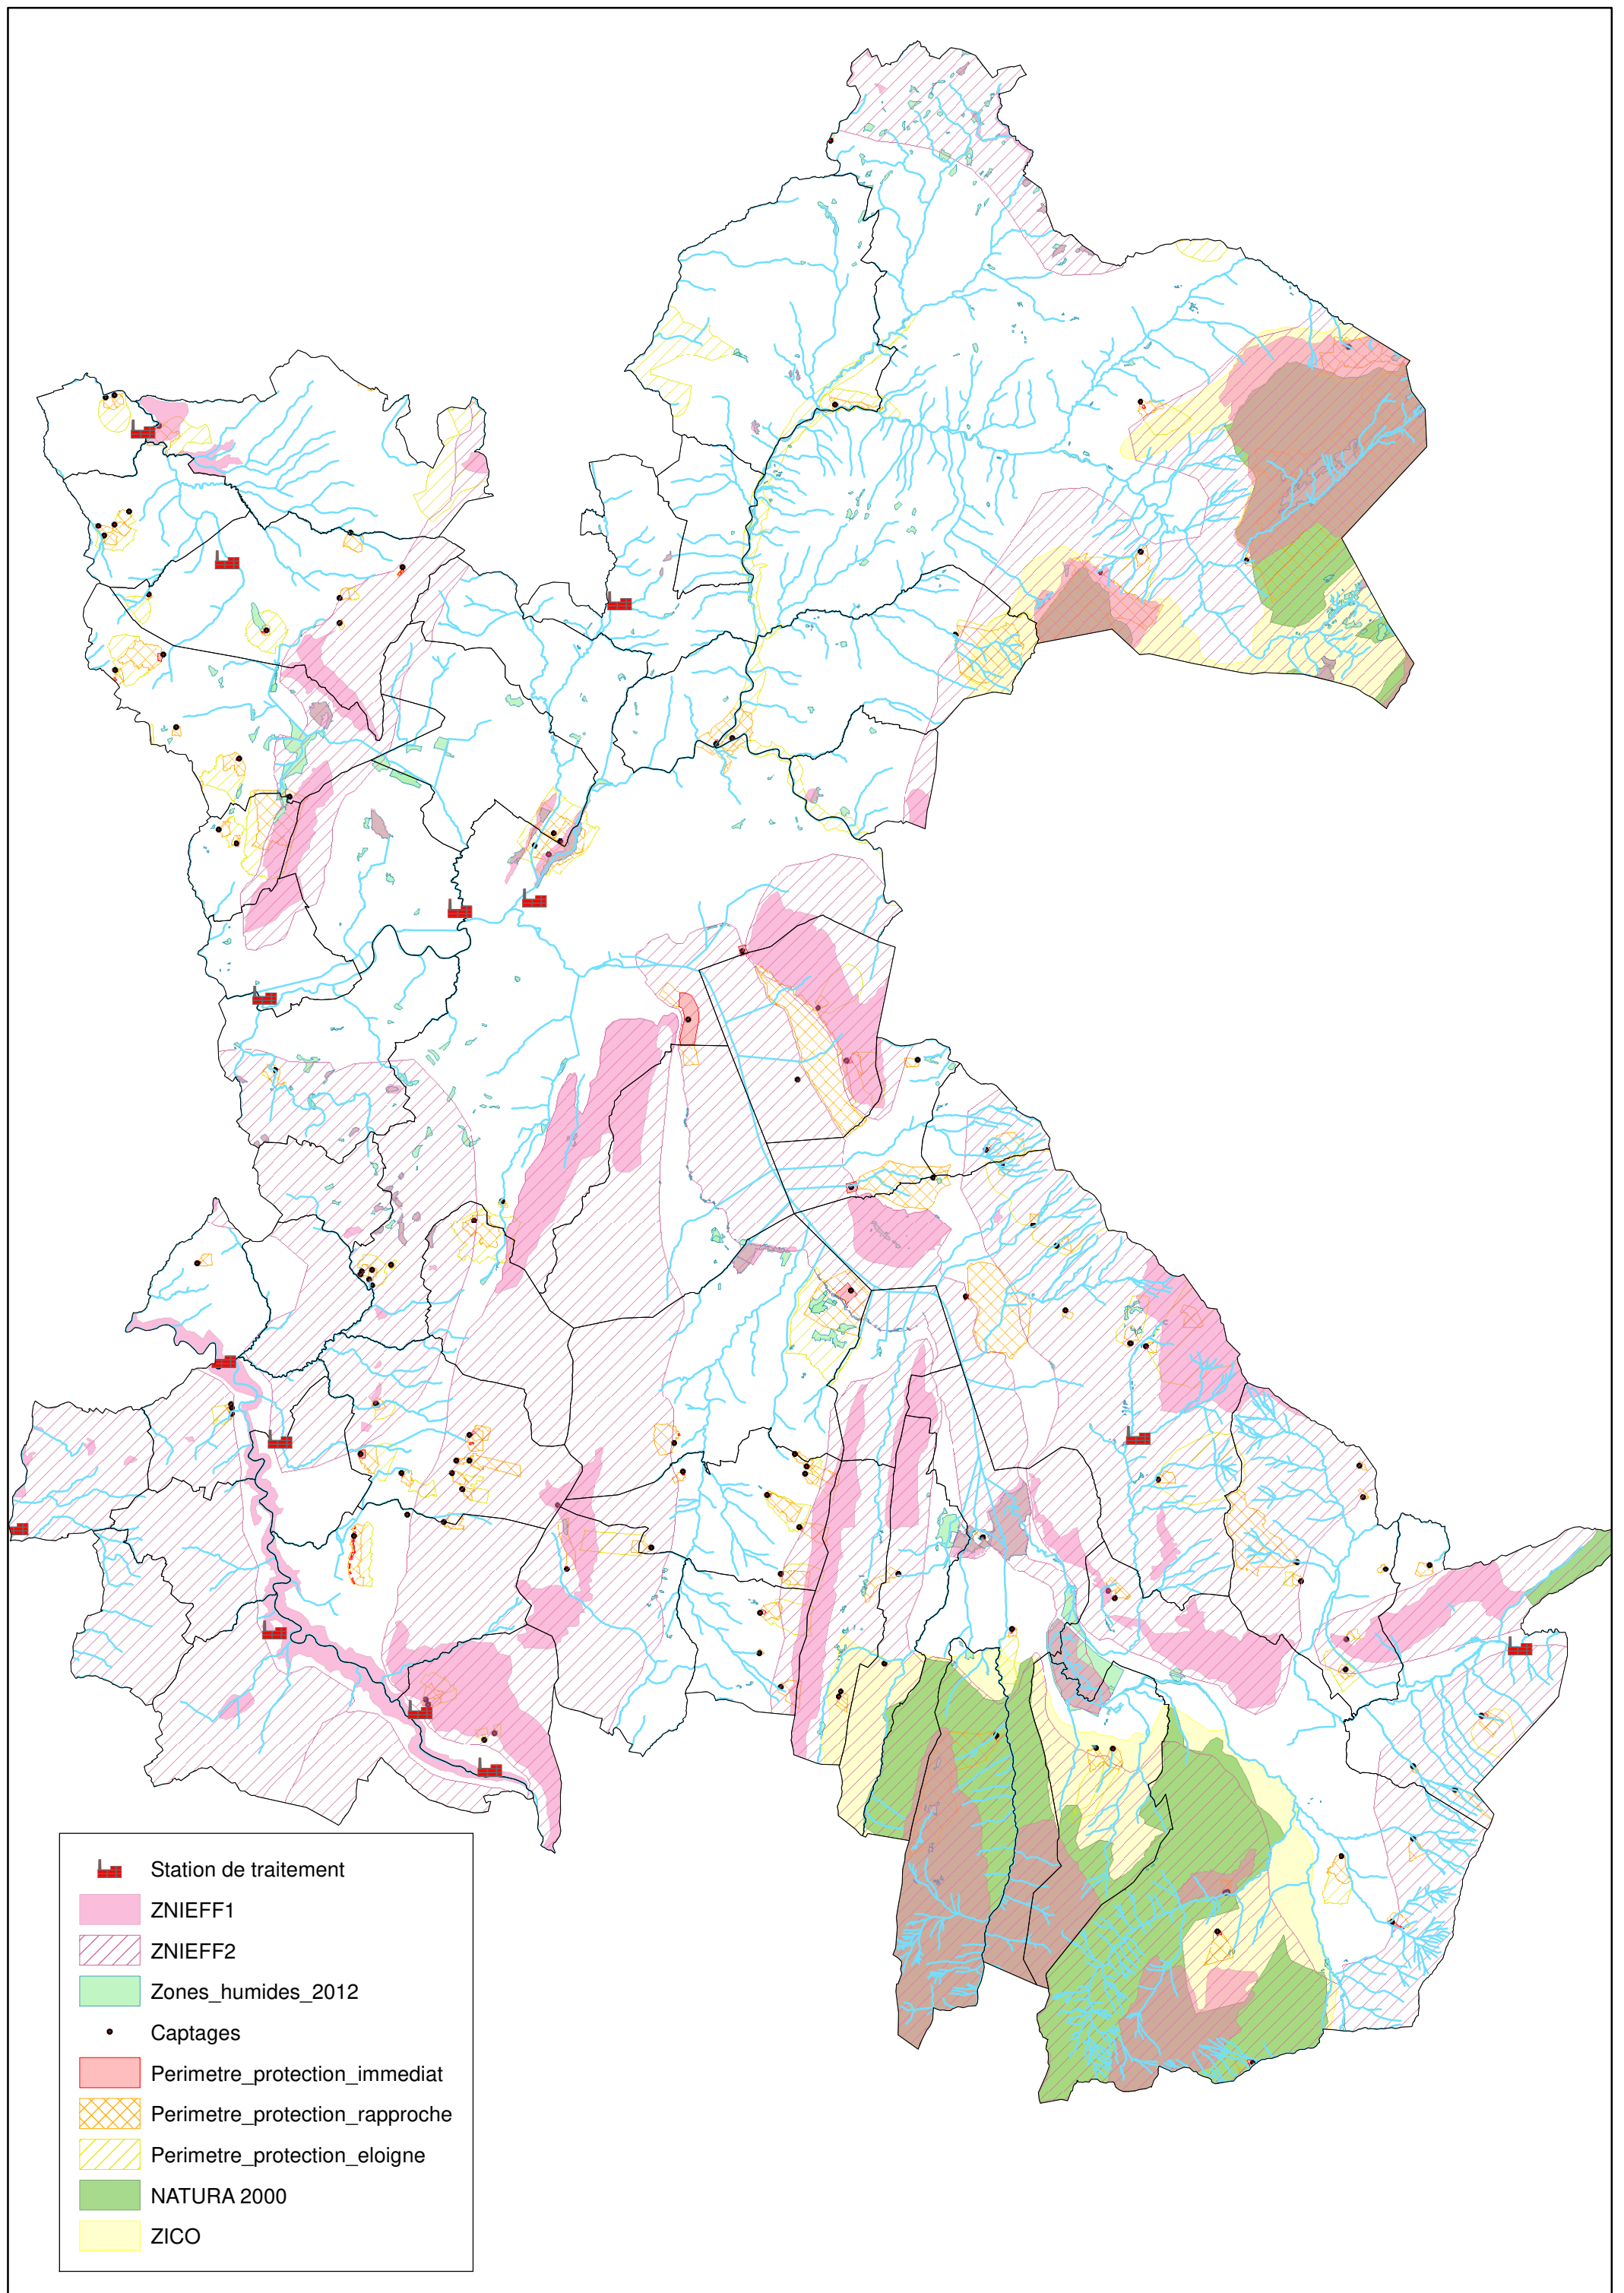 Station de traitement
ZNIEFF1
ZNIEFF2
Zones_humides_2012
Captages
Perimetre_protection_immediat
Perimetre_protection_rapproche
Perimetre_protection_eloigne
NATURA 2000
ZICO